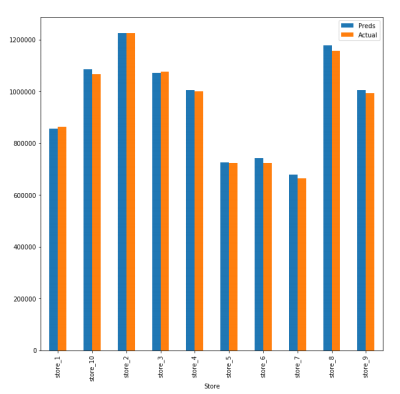 Preds
Actual
1200000
1000000
800000
600000
400000
200000
0
store_1
store_10
store_2
store_3
store_4
store_5
store_6
store_7
store_8
store_9
Store